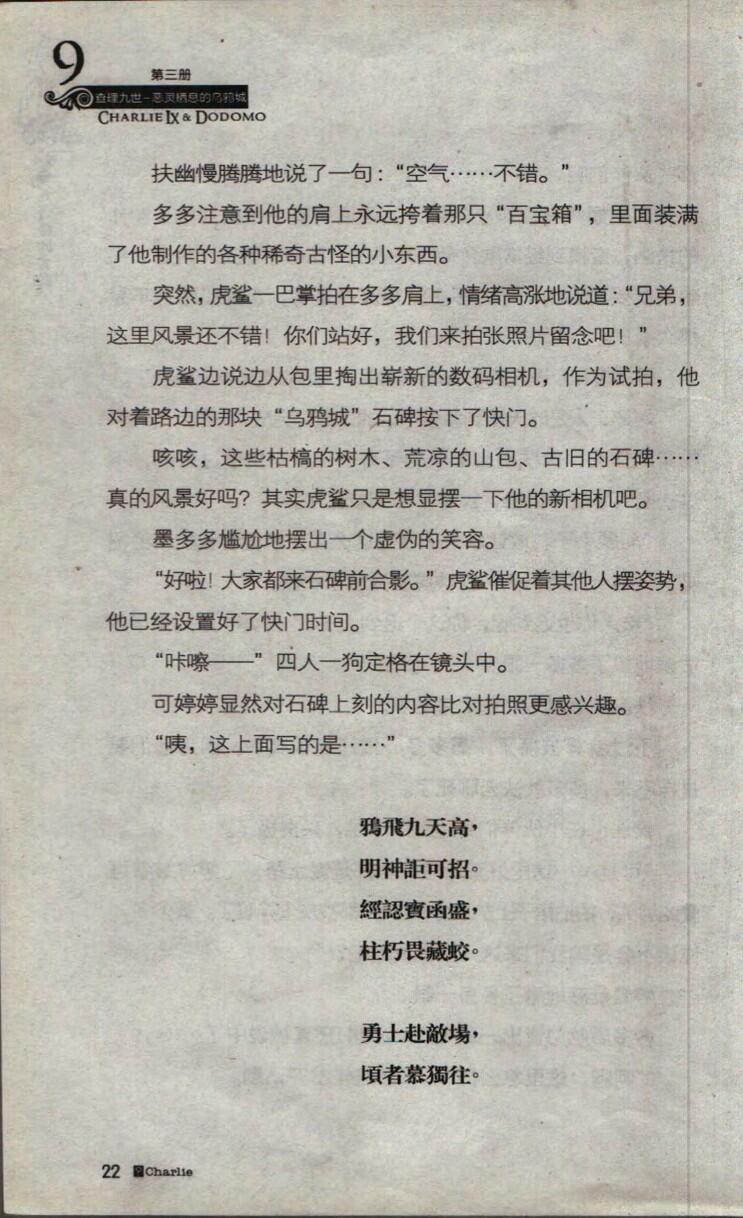 9
第三册
查理九世-恶灵栖息的乌鸦城
CHARLIE IX & DODOMO
扶幽慢腾腾地说了一句：“空气……不错。”
多多注意到他的肩上永远挎着那只“百宝箱”，里面装满
了他制作的各种稀奇古怪的小东西。
突然，虎鲨一巴掌拍在多多肩上，情绪高涨地说道：“兄弟，
这里风景还不错！你们站好，我们来拍张照片留念吧！”
虎鲨边说边从包里掏出崭新的数码相机，作为试拍，他
对着路边的那块“乌鸦城”石碑按下了快门。
咳咳，这些枯槁的树木、荒凉的山包、古旧的石碑……
真的风景好吗？其实虎鲨只是想显摆一下他的新相机吧。
墨多多尴尬地摆出一个虚伪的笑容。
“好啦！大家都来石碑前合影。”虎鲨催促着其他人摆姿势，
他已经设置好了快门时间。
“咔嚓——”四人一狗定格在镜头中。
可婷婷显然对石碑上刻的内容比对拍照更感兴趣。
“咦，这上面写的是……”
鴉飛九天高，
明神詎可招。
經認寶函盛，
柱朽畏藏蛟。
勇士赴敵場，
頃者慕獨往。
22 Charlie